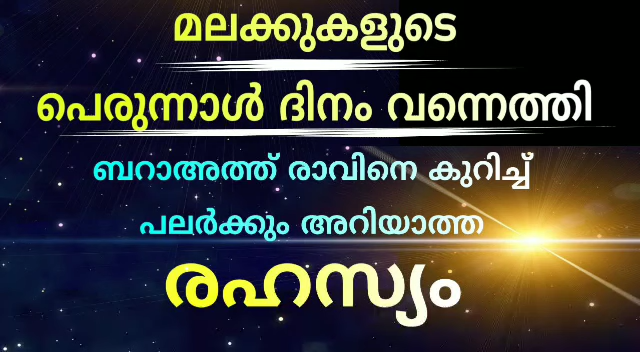 മലക്കുകളുടെ
പെരുന്നാൾ ദിനം വന്നെത്തി
ബറാഅത്ത് രാവിനെ കുറിച്ച്
പലർക്കും അറിയാത്ത
രഹസ്യം